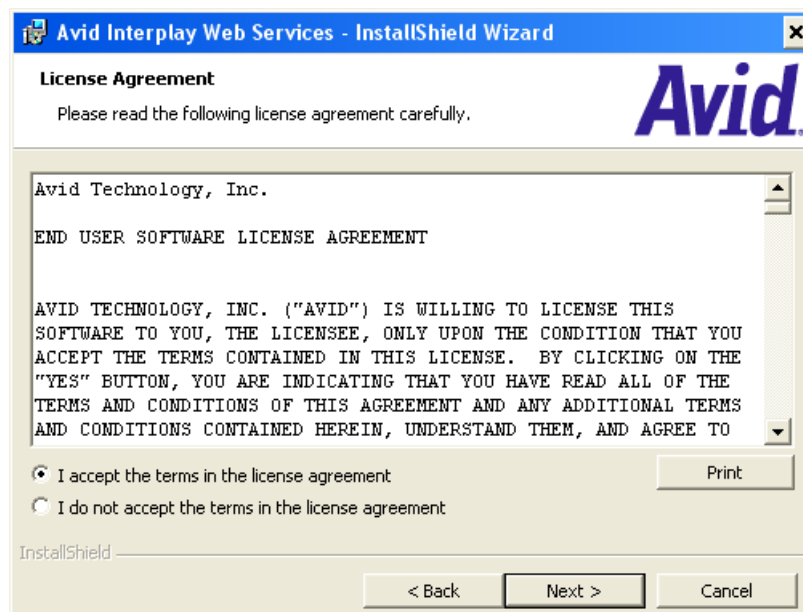 Avid Interplay Web Services - InstallShield Wizard
License Agreement
Please read the following license agreement carefully.
Avid
Avid Technology, Inc.
END USER SOFTWARE LICENSE AGREEMENT
AVID TECHNOLOGY, INC. ("AVID") IS WILLING TO LICENSE THIS
SOFTWARE TO YOU, THE LICENSEE, ONLY UPON THE CONDITION THAT YOU
ACCEPT THE TERMS CONTAINED IN THIS LICENSE.  BY CLICKING ON THE
"YES" BUTTON, YOU ARE INDICATING THAT YOU HAVE READ ALL OF THE
TERMS AND CONDITIONS OF THIS AGREEMENT AND ANY ADDITIONAL TERMS
AND CONDITIONS CONTAINED HEREIN, UNDERSTAND THEM, AND AGREE TO
I accept the terms in the license agreement
Print
I do not accept the terms in the license agreement
InstallShield
< Back Next > Cancel